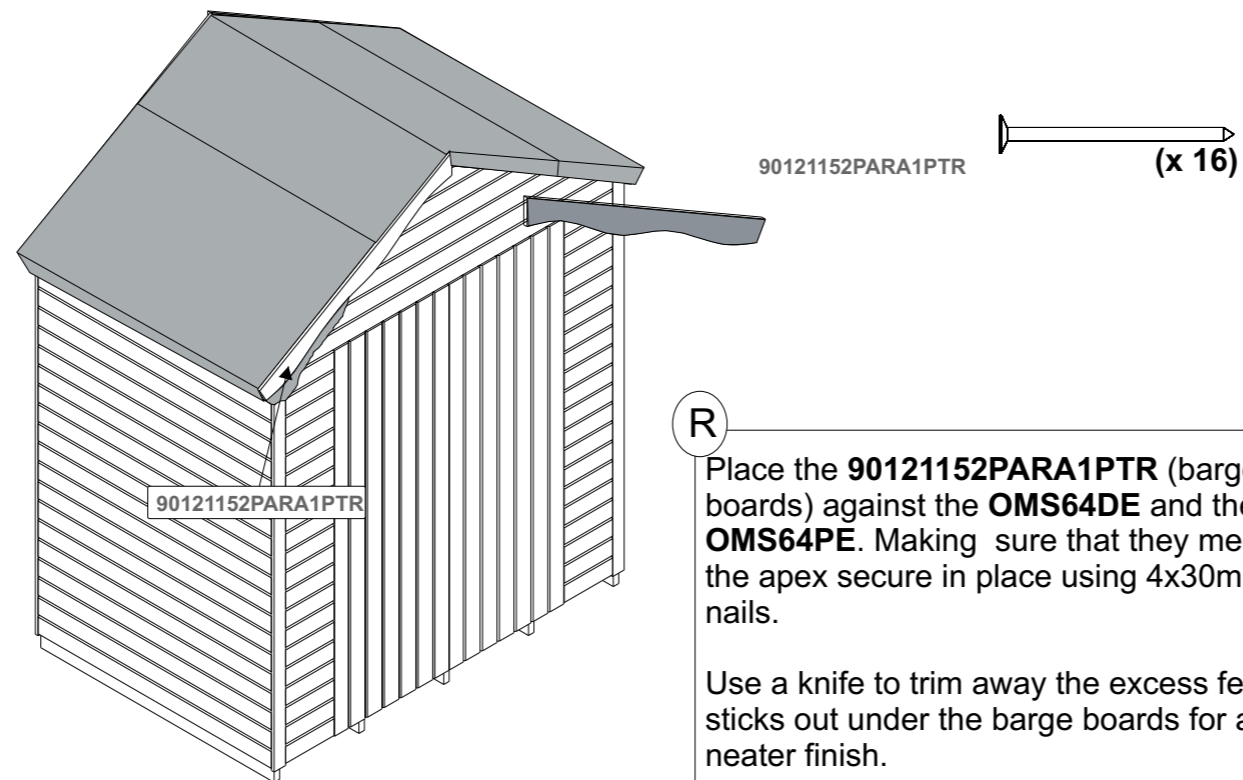 90121152PARA1PTR
(x 16)
90121152PARA1PTR
R
Place the 90121152PARA1PTR (barge
boards) against the OMS64DE and the
OMS64PE. Making  sure that they me
the apex secure in place using 4x30m
nails.
Use a knife to trim away the excess fe
sticks out under the barge boards for a
neater finish.